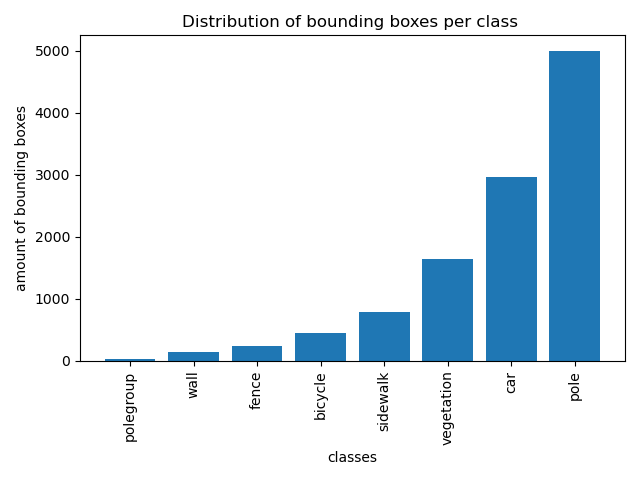 Distribution of bounding boxes per class
amount of bounding boxes
5000
4000
3000
2000
1000
0
polegroup
wall
fence
bicycle
sidewalk
vegetation
car
pole
classes